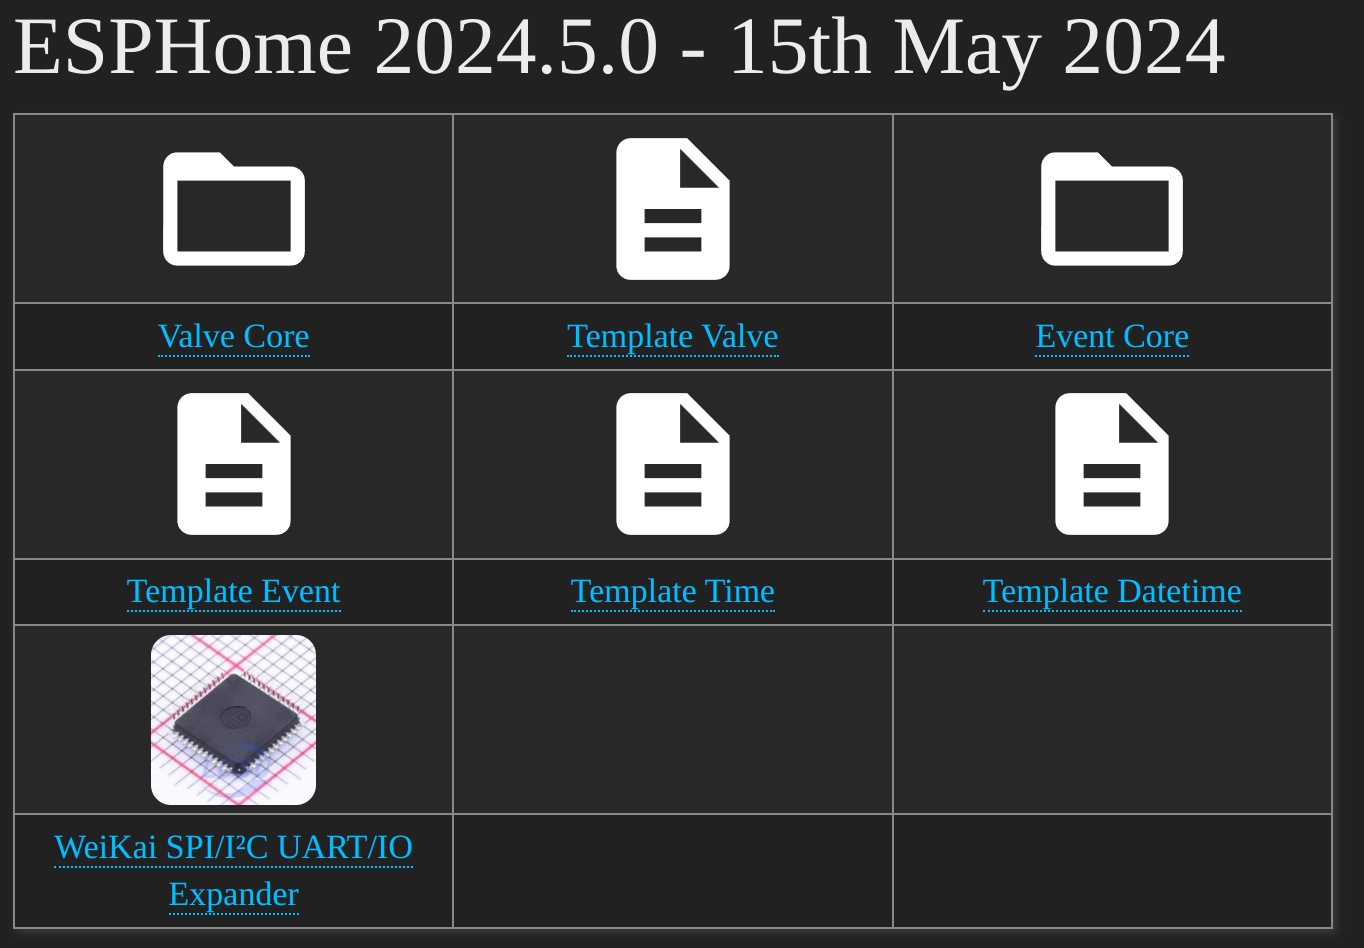 ESPHome 2024.5.0 - 15th May 2024
Valve Core
Template Valve
Event Core
Template Event
Template Time
Template Datetime
WeiKai SPI/I²C UART/IO
Expander